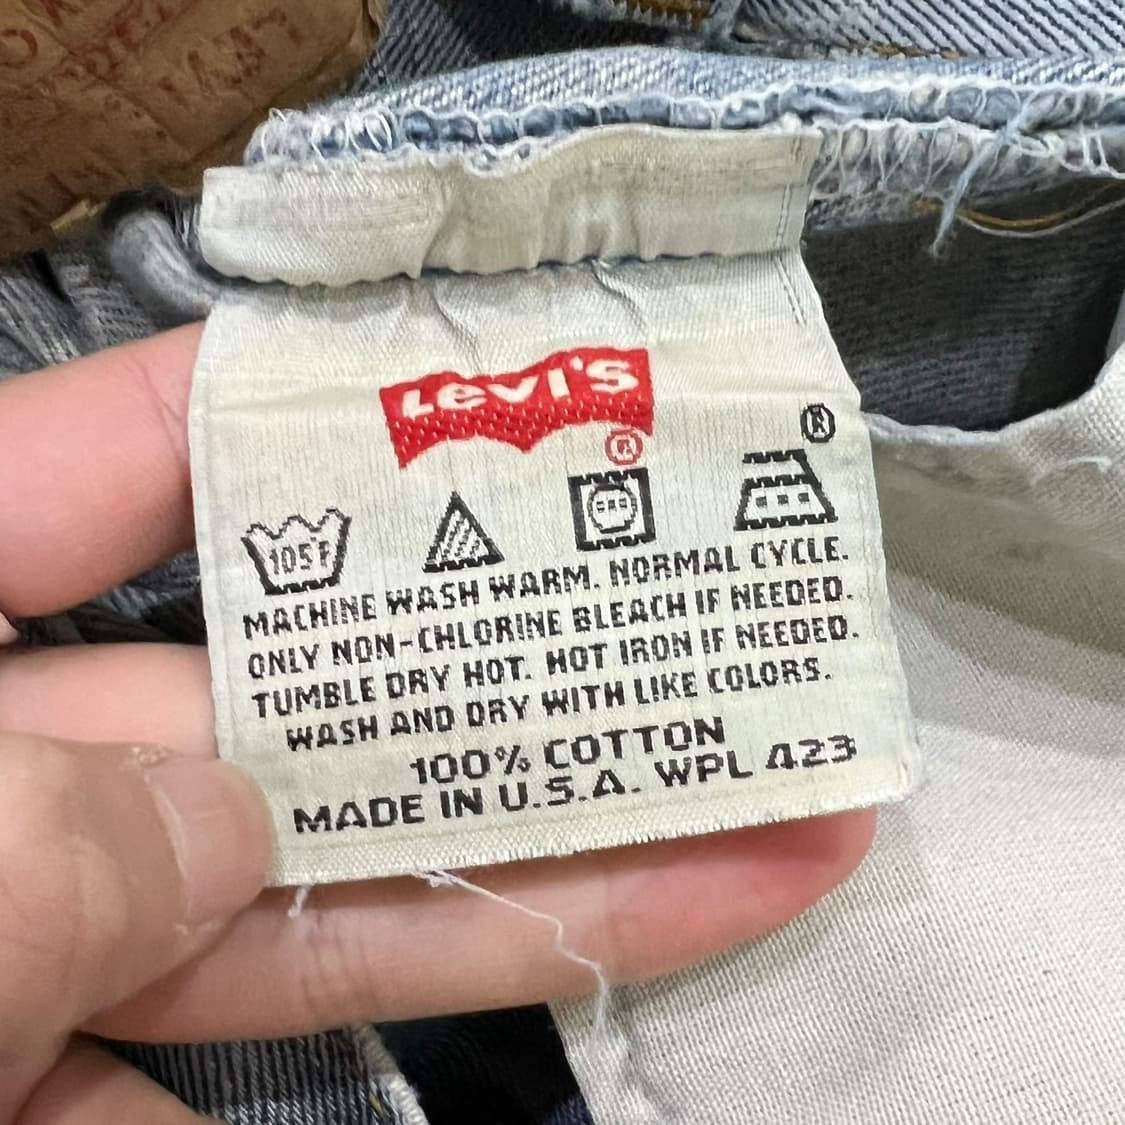 Levi's
®
®
105F
MACHINE WASH WARM. NORMAL CYCLE.
ONLY NON-CHLORINE BLEACH IF NEEDED.
TUMBLE DRY HOT. HOT IRON IF NEEDED.
WASH AND DRY WITH LIKE COLORS.
100% COTTON
MADE IN U.S.A. WPL 423